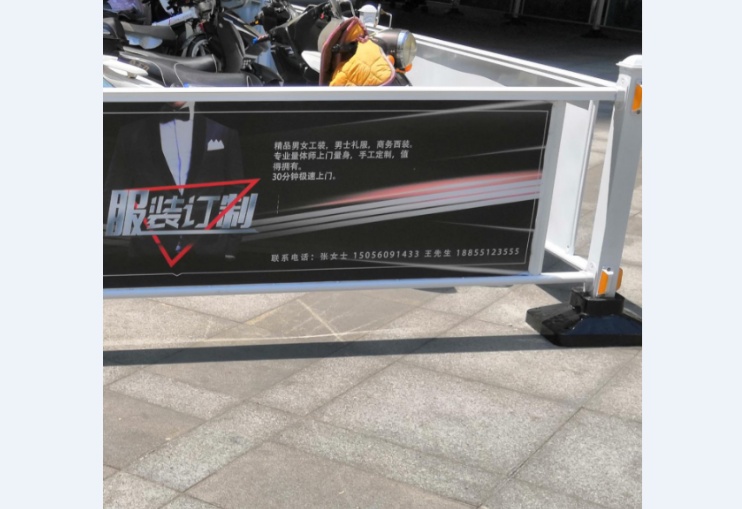 精品男女工装，男士礼服，商务西装。
专业量体师上门量身，手工定制，值
得拥有。
30分钟极速上门。
服装订制
联系电话：张女士 15056091433 王先生 18855123555